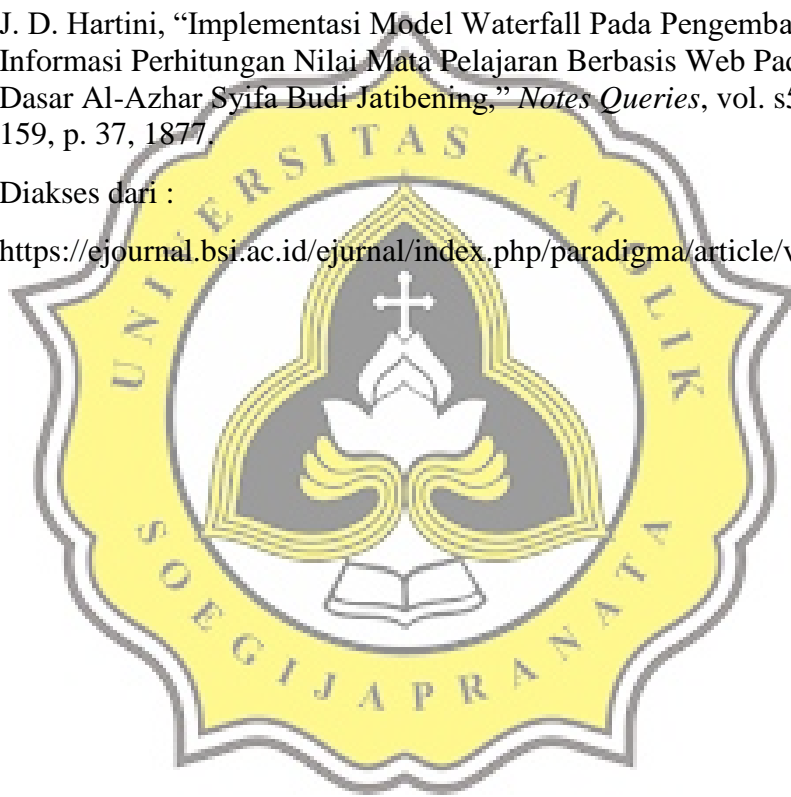 J. D. Hartini, “Implementasi Model Waterfall Pada Pengemba
Informasi Perhitungan Nilai Mata Pelajaran Berbasis Web Pad
Dasar Al-Azhar Syifa Budi Jatibening,” Notes Queries, vol. s5
159, p. 37, 1877.
Diakses dari :
https://ejournal.bsi.ac.id/ejurnal/index.php/paradigma/article/v
UNIVERSITAS KATOLIK
SOEGIJAPRANATA